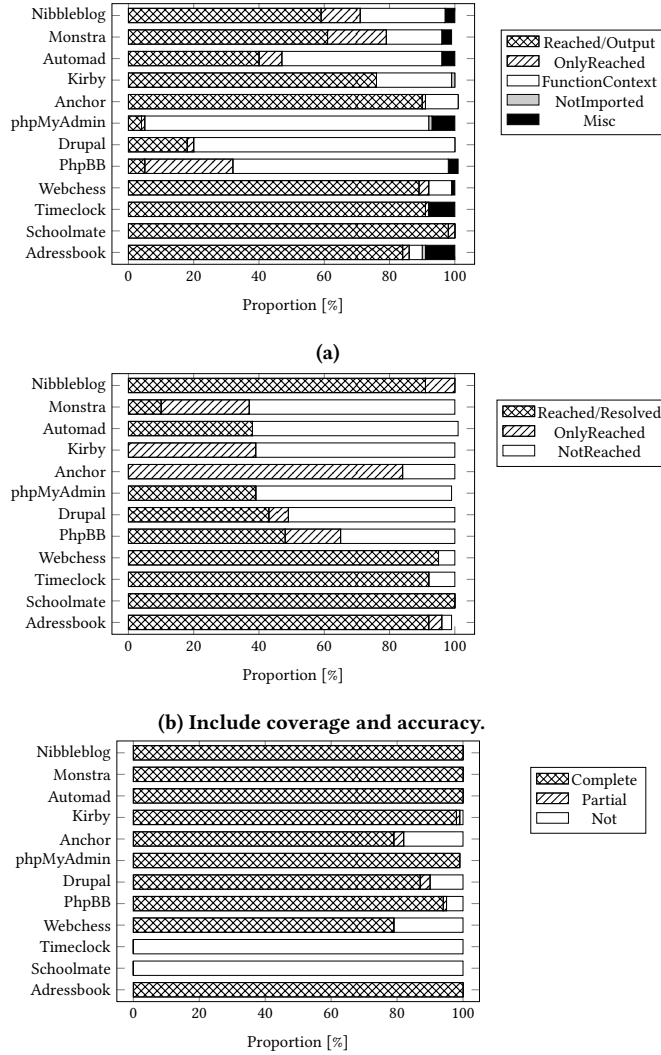 Nibbleblog
Monstra
Automad
Kirby
Anchor
phpMyAdmin
Drupal
PhpBB
Webchess
Timeclock
Schoolmate
Adressbook
0 20 40 60 80 100
Proportion [%]
Reached/Output
OnlyReached
FunctionContext
NotImported
Misc
(a)
Nibbleblog
Monstra
Automad
Kirby
Anchor
phpMyAdmin
Drupal
PhpBB
Webchess
Timeclock
Schoolmate
Adressbook
0 20 40 60 80 100
Proportion [%]
Reached/Resolved
OnlyReached
NotReached
(b) Include coverage and accuracy.
Nibbleblog
Monstra
Automad
Kirby
Anchor
phpMyAdmin
Drupal
PhpBB
Webchess
Timeclock
Schoolmate
Adressbook
0 20 40 60 80 100
Proportion [%]
Complete
Partial
Not